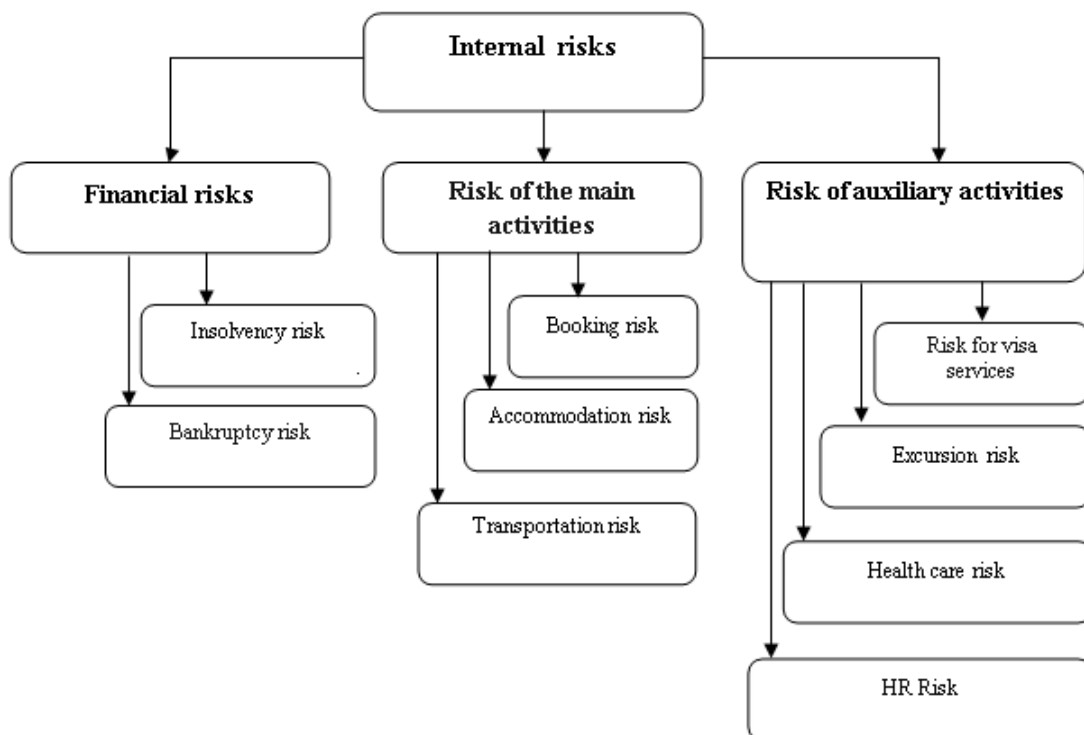 Internal risks
Financial risks
Risk of the main
activities
Risk of auxiliary activities
Insolvency risk
.
Bankruptcy risk
Booking risk
Accommodation risk
Transportation risk
Risk for visa
services
Excursion risk
Health care risk
HR Risk